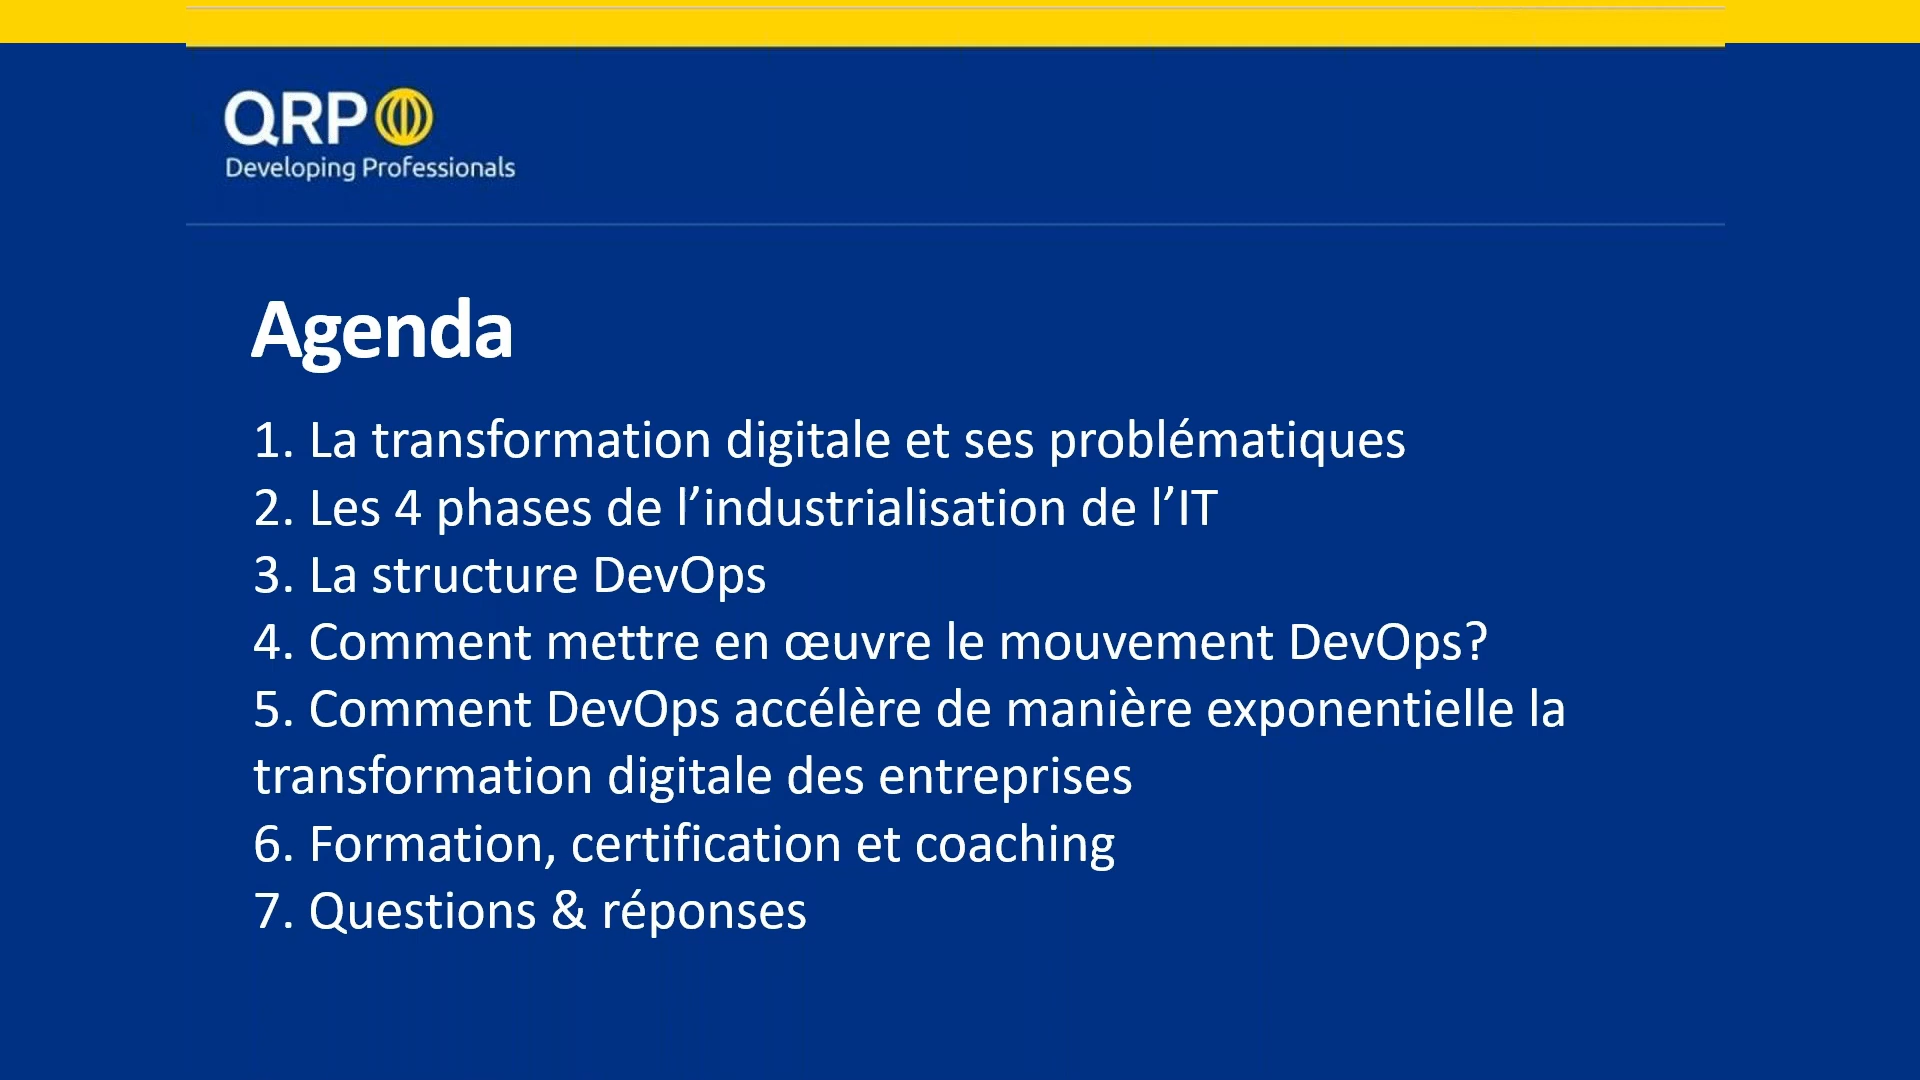 QRP
Developing Professionals
Agenda
1. La transformation digitale et ses problématiques
2. Les 4 phases de l’industrialisation de l’IT
3. La structure DevOps
4. Comment mettre en œuvre le mouvement DevOps?
5. Comment DevOps accélère de manière exponentielle la
transformation digitale des entreprises
6. Formation, certification et coaching
7. Questions & réponses